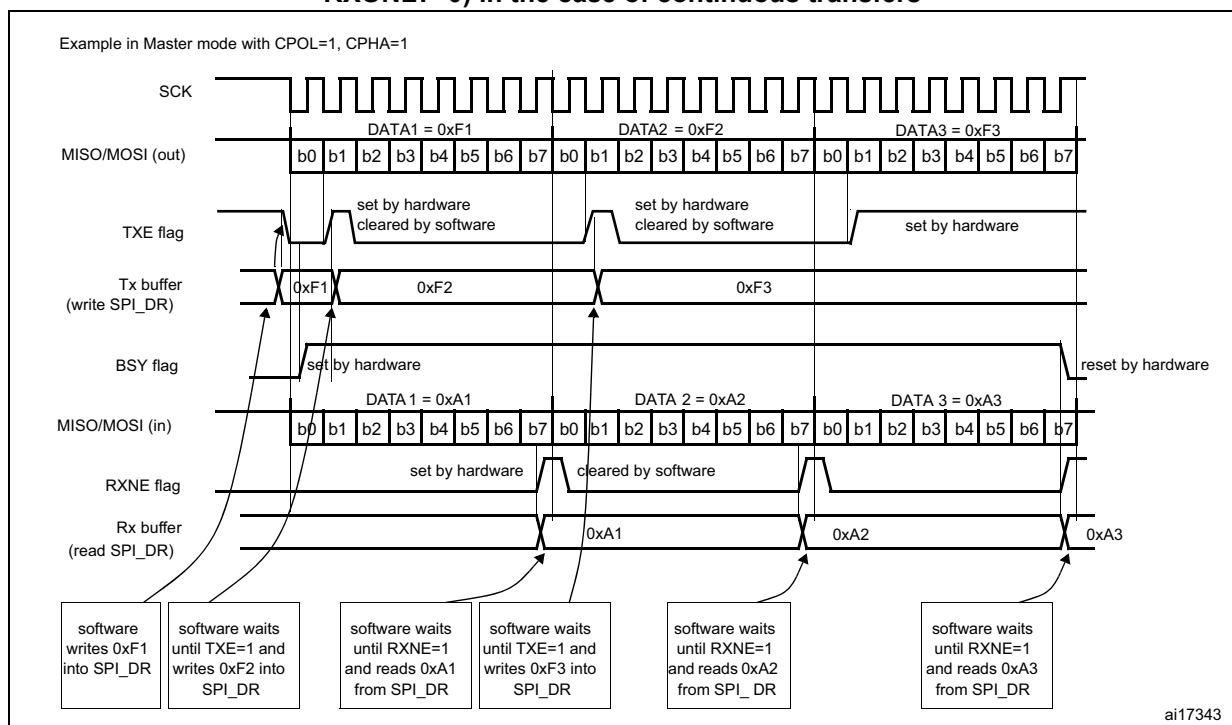 RXONLY=0) in the case of continuous transfers
Example in Master mode with CPOL=1, CPHA=1
SCK
DATA1 = 0xF1 DATA2 = 0xF2 DATA3 = 0xF3
MISO/MOSI (out) b0 b1 b2 b3 b4 b5 b6 b7 b0 b1 b2 b3 b4 b5 b6 b7 b0 b1 b2 b3 b4 b5 b6 b7
set by hardware set by hardware
cleared by software cleared by software
TXE flag set by hardware
Tx buffer 0xF1 0xF2 0xF3
(write SPI_DR)
BSY flag set by hardware reset by hardware
DATA 1 = 0xA1 DATA 2 = 0xA2 DATA 3 = 0xA3
MISO/MOSI (in) b0 b1 b2 b3 b4 b5 b6 b7 b0 b1 b2 b3 b4 b5 b6 b7 b0 b1 b2 b3 b4 b5 b6 b7
set by hardware cleared by software
RXNE flag
Rx buffer 0xA1 0xA2 0xA3
(read SPI_DR)
software
writes 0xF1
into SPI_DR
software waits
until TXE=1 and
writes 0xF2 into
SPI_DR
software waits
until RXNE=1
and reads 0xA1
from SPI_DR
software waits
until TXE=1 and
writes 0xF3 into
SPI_DR
software waits
until RXNE=1
and reads 0xA2
from SPI_ DR
software waits
until RXNE=1
and reads 0xA3
from SPI_DR
ai17343